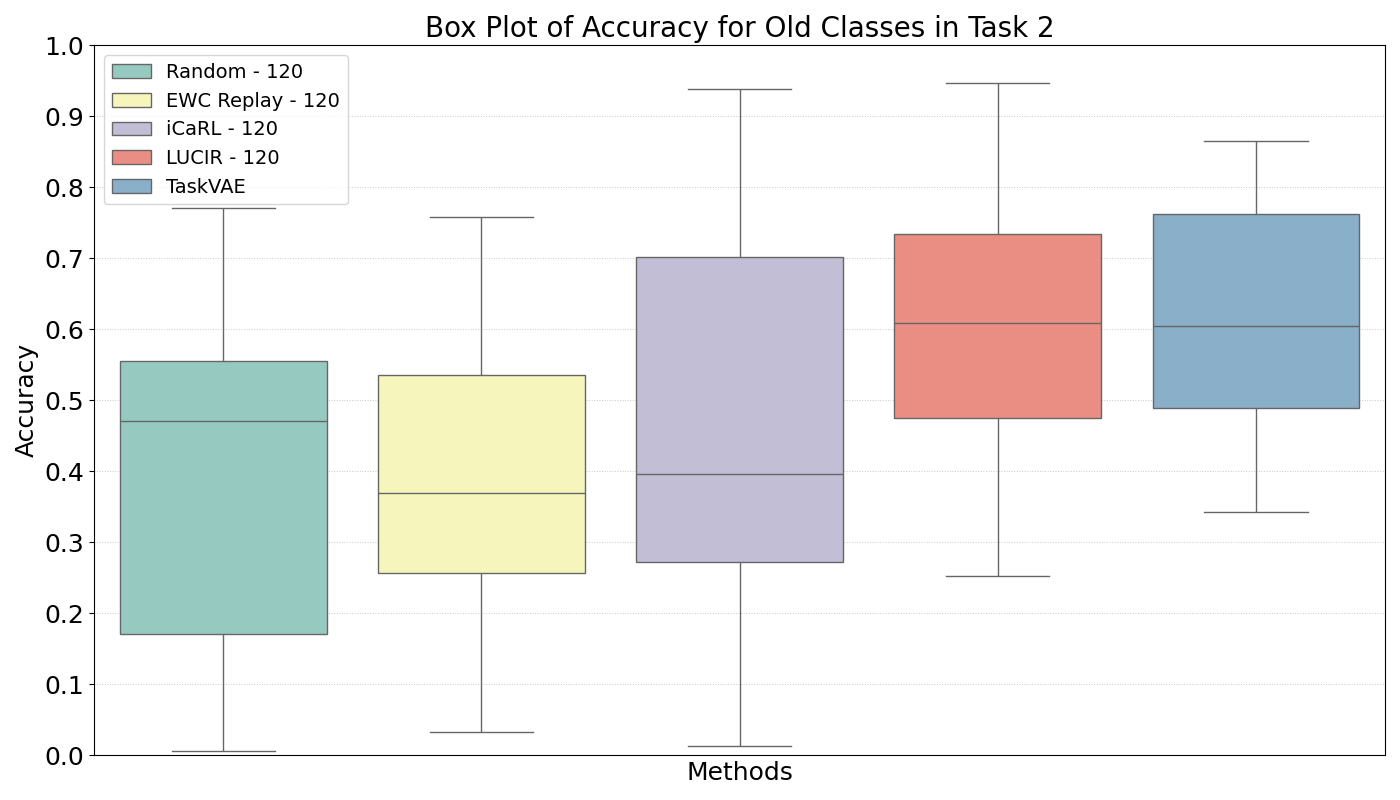 Box Plot of Accuracy for Old Classes in Task 2
1.0
0.9
0.8
0.7
0.6
0.5
0.4
0.3
0.2
0.1
0.0
Accuracy
Random - 120
EWC Replay - 120
iCaRL - 120
LUCIR - 120
TaskVAE
Methods